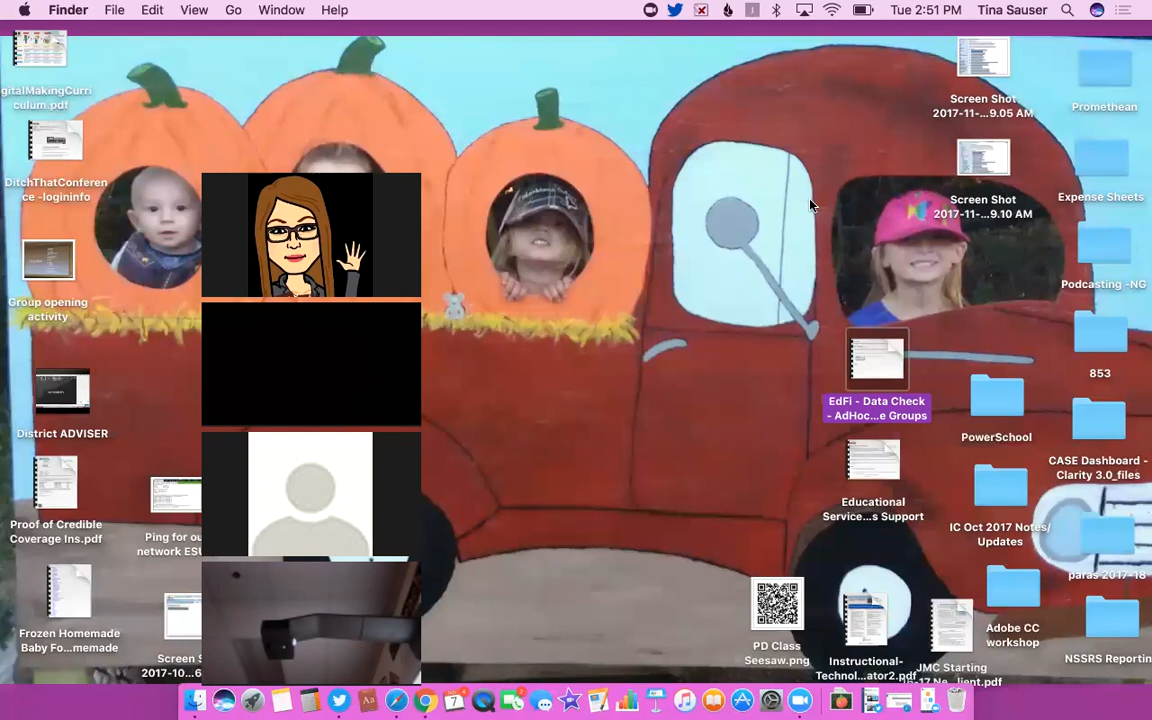 Finder File Edit View Go Window Help Tue 2:51 PM Tina Sauser
gitalMakingCurri
culum.pdf
DitchThatConferen
ce -logininfo
Group opening
activity
District ADVISER
Proof of Credible
Coverage Ins.pdf
Ping for ou
network ESU
Frozen Homemade
Baby Fo...memade
Screen S
2017-10...6
Screen Shot
2017-11-...9.05 AM
Screen Shot
2017-11-...9.10 AM
Promethean
Expense Sheets
Podcasting -NG
853
EdFi - Data Check
- AdHoc...e Groups
PowerSchool
CASE Dashboard -
Clarity 3.0_files
Educational
Service...s Support
IC Oct 2017 Notes/
Updates
paras 2017-18
PD Class
Seesaw.png
Instructional-
Technol...ator2.pdf
JMC Starting
Adobe CC
workshop
NSSRS Reportin